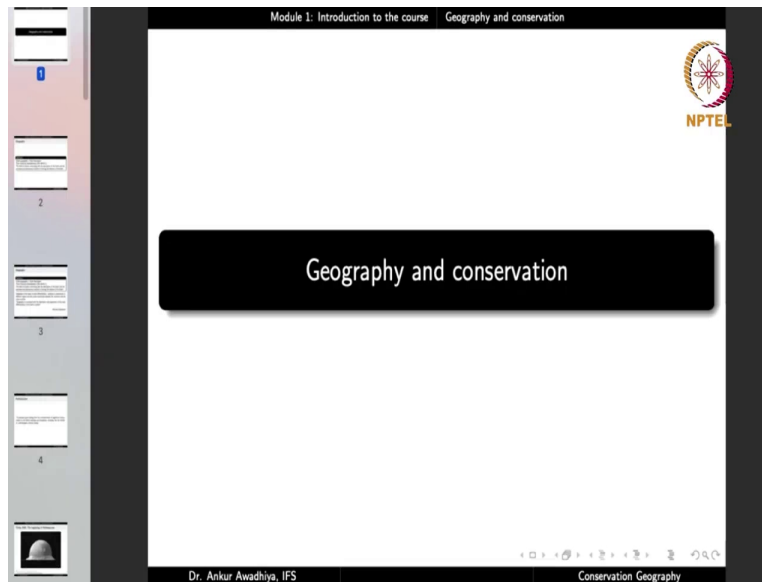 Module 1: Introduction to the course Geography and conservation
NPTEL
Geography and conservation
1
2
3
4
Dr. Ankur Awadhiya, IFS Conservation Geography